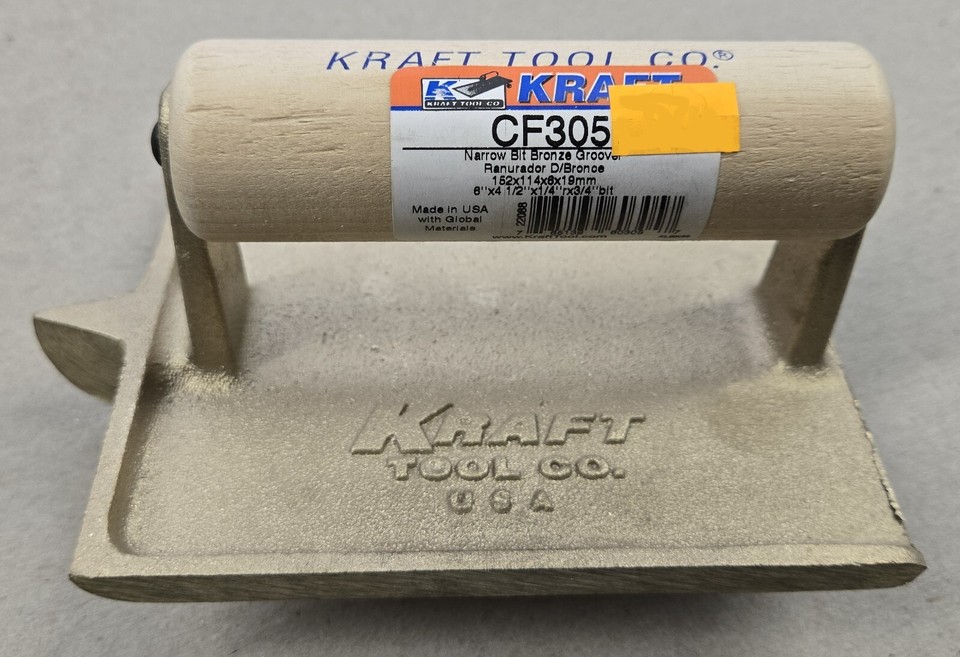 KRAFT TOOL CO.®
K
KRAFT TOOL CO
KRAFT
CF305
Narrow Bit Bronze Groover
Ranurador D/Bronce
152x114x6x19mm
6"x4 1/2"x1/4"rx3/4"bit
Made in USA
with Global
Materials
22088
www.KraftTool.com
KRAFT
TOOL CO.
USA